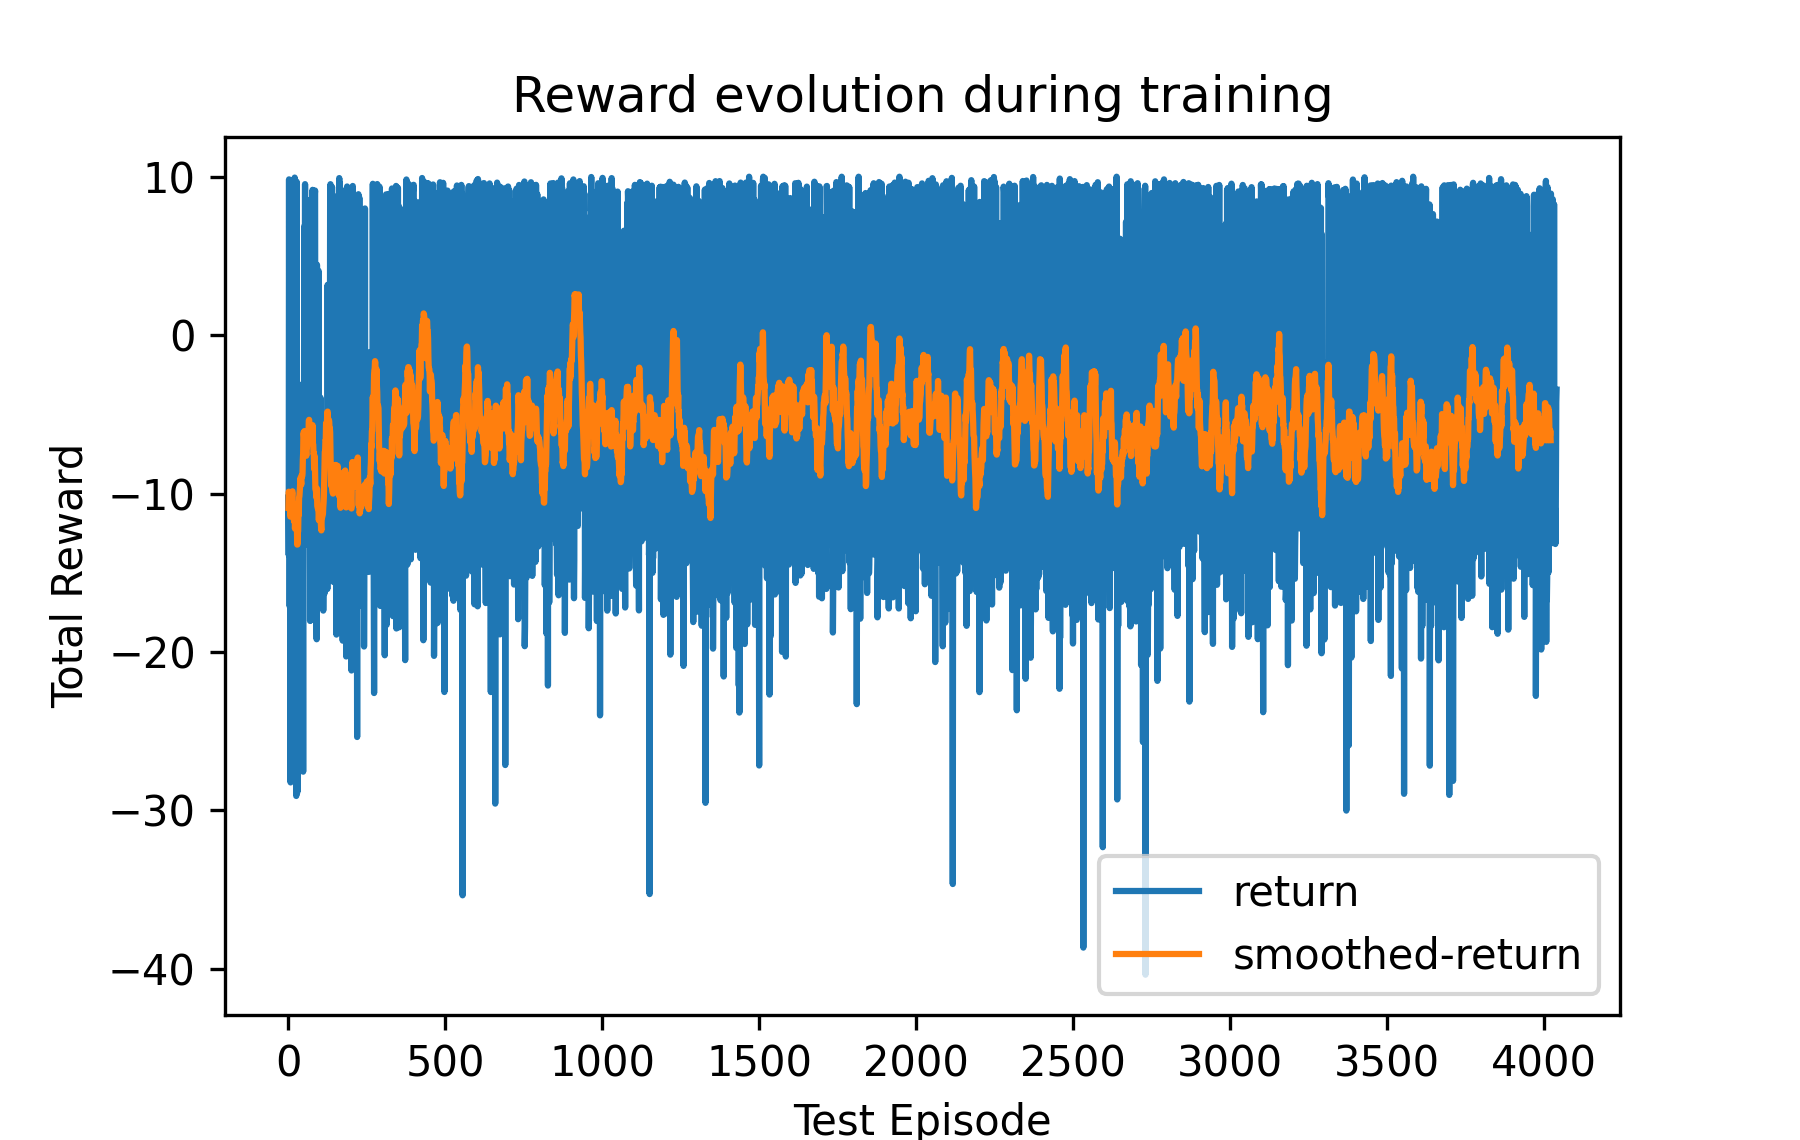 Reward evolution during training
10
0
−10
−20
−30
−40
Total Reward
return
smoothed-return
0 500 1000 1500 2000 2500 3000 3500 4000
Test Episode